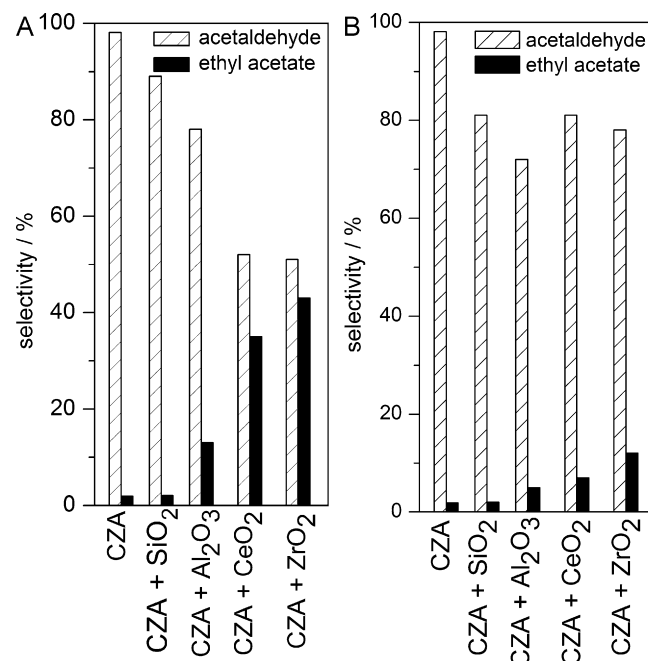 A
acetaldehyde
ethyl acetate
100
80
60
40
20
0
selectivity / %
CZA
CZA + SiO₂
CZA + Al₂O₃
CZA + CeO₂
CZA + ZrO₂
B
acetaldehyde
ethyl acetate
100
80
60
40
20
0
selectivity / %
CZA
CZA + SiO₂
CZA + Al₂O₃
CZA + CeO₂
CZA + ZrO₂